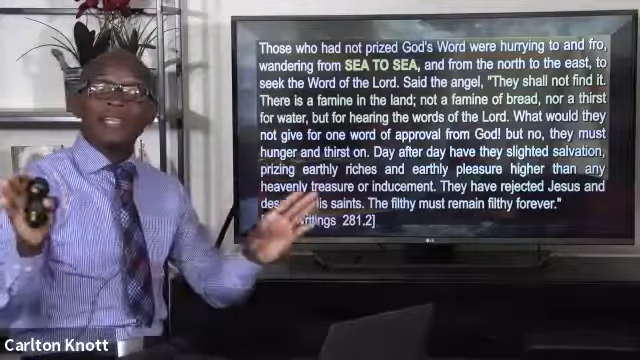 Those who had not prized God's Word were hurrying to and fro,
wandering from SEA TO SEA, and from the north to the east, to
seek the Word of the Lord. Said the angel, "They shall not find it.
There is a famine in the land; not a famine of bread, nor a thirst
for water, but for hearing the words of the Lord. What would they
not give for one word of approval from God! but no, they must
hunger and thirst on. Day after day have they slighted salvation,
prizing earthly riches and earthly pleasure higher than any
heavenly treasure or inducement. They have rejected Jesus and
is saints. The filthy must remain filthy forever."
281.2]
LG
Carlton Knott